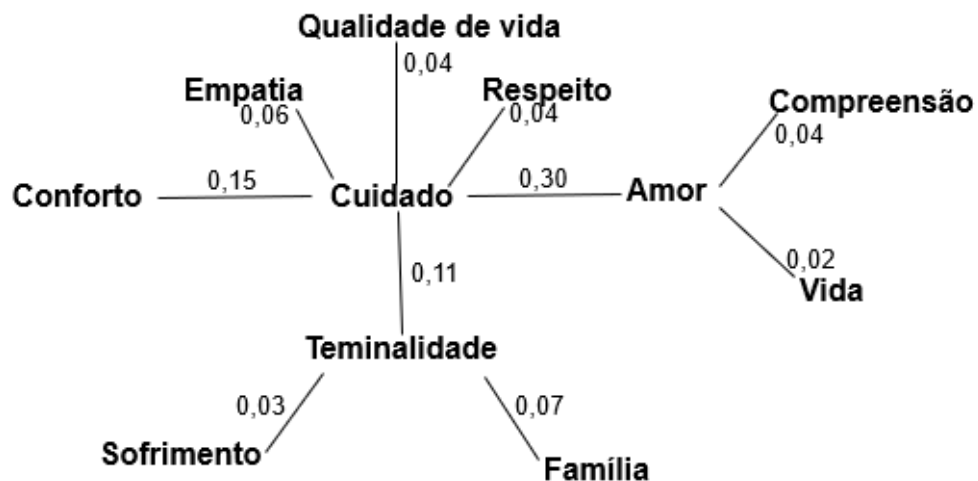 Qualidade de vida
0,04
Empatia
0,06
Respeito
0,04
Compreensão
0,04
Conforto
0,15
Cuidado
0,30
Amor
0,02
Vida
0,11
Teminalidade
0,03
0,07
Sofrimento
Família